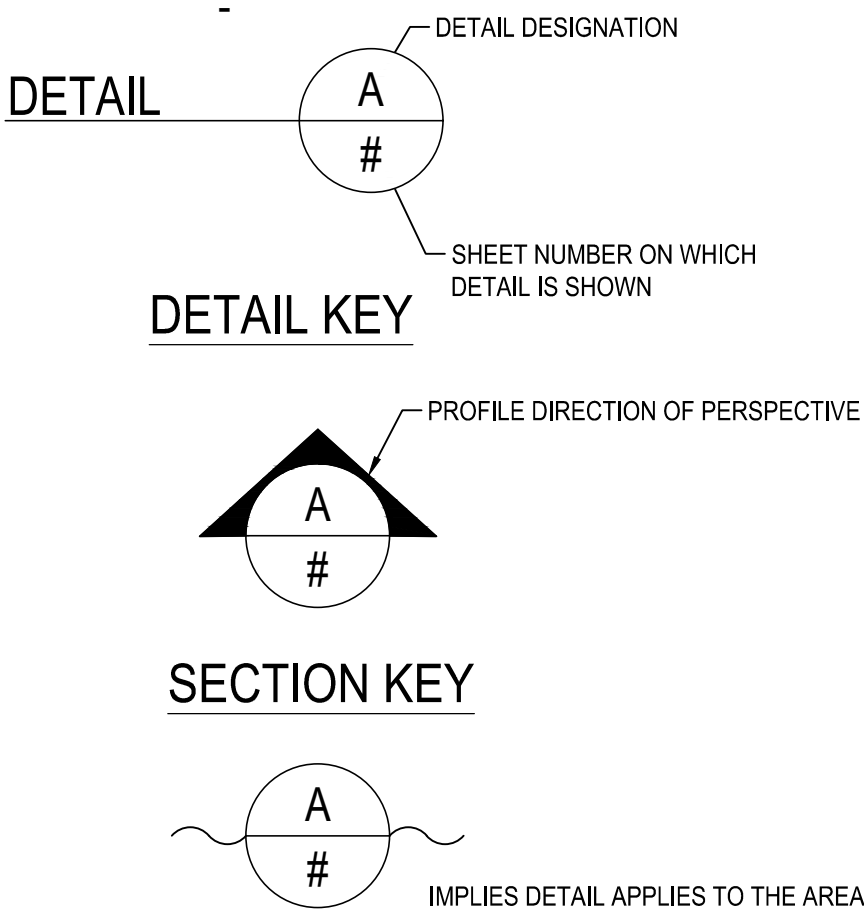 DETAIL DESIGNATION
DETAIL
A
#
SHEET NUMBER ON WHICH
DETAIL IS SHOWN
DETAIL KEY
PROFILE DIRECTION OF PERSPECTIVE
A
#
SECTION KEY
A
#
IMPLIES DETAIL APPLIES TO THE AREA